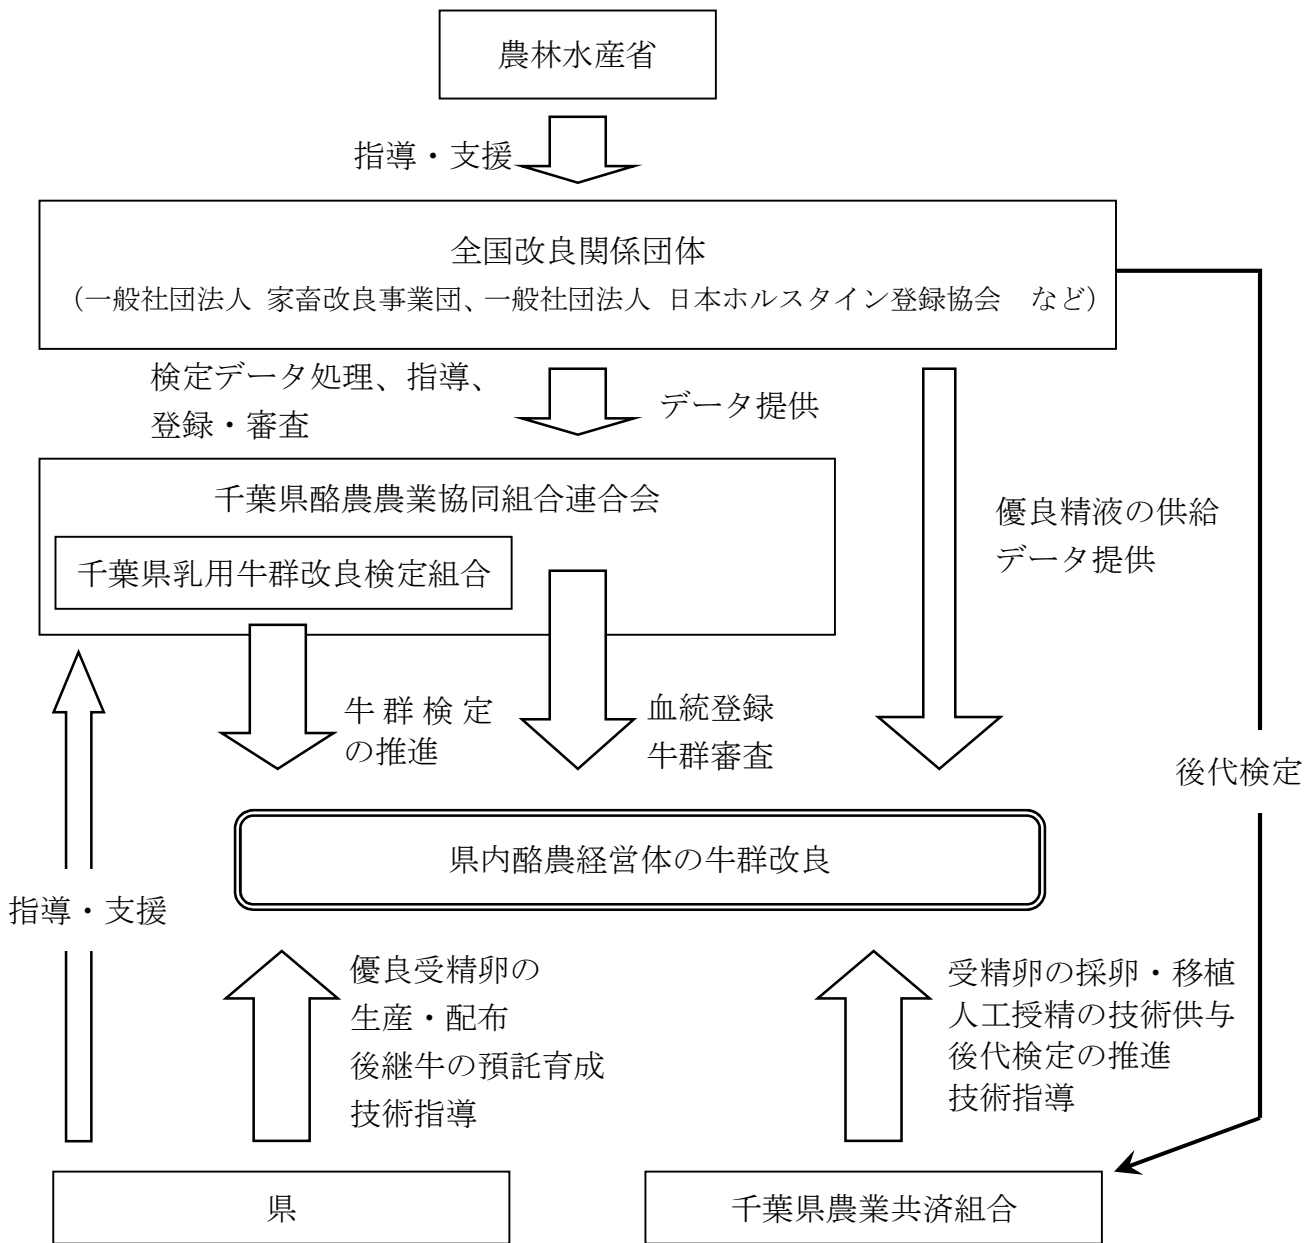 農林水産省
指導・支援
全国改良関係団体
（一般社団法人 家畜改良事業団、一般社団法人 日本ホルスタイン登録協会　など）
検定データ処理、指導、
登録・審査
データ提供
千葉県酪農農業協同組合連合会
千葉県乳用牛群改良検定組合
優良精液の供給
データ提供
牛群検定
の推進
血統登録
牛群審査
後代検定
県内酪農経営体の牛群改良
指導・支援
優良受精卵の
生産・配布
後継牛の預託育成
技術指導
受精卵の採卵・移植
人工授精の技術供与
後代検定の推進
技術指導
県
千葉県農業共済組合